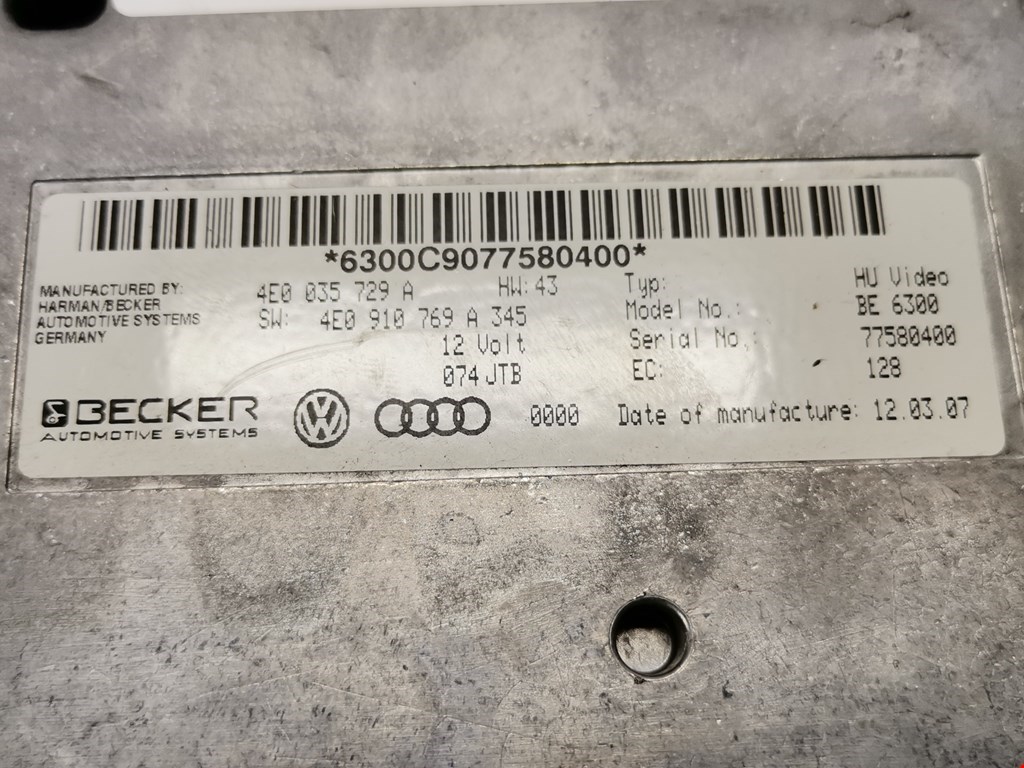 *6300C9077580400*
MANUFACTURED BY:
HARMAN/BECKER
AUTOMOTIVE SYSTEMS
GERMANY
4E0 035 729 A HW:43
SW: 4E0 910 769 A 345
12 Volt
074 JTB
Typ: HU Video
Model No.: BE 6300
Serial No.: 77580400
EC: 128
BECKER
AUTOMOTIVE SYSTEMS
VW
0000
Date of manufacture: 12.03.07